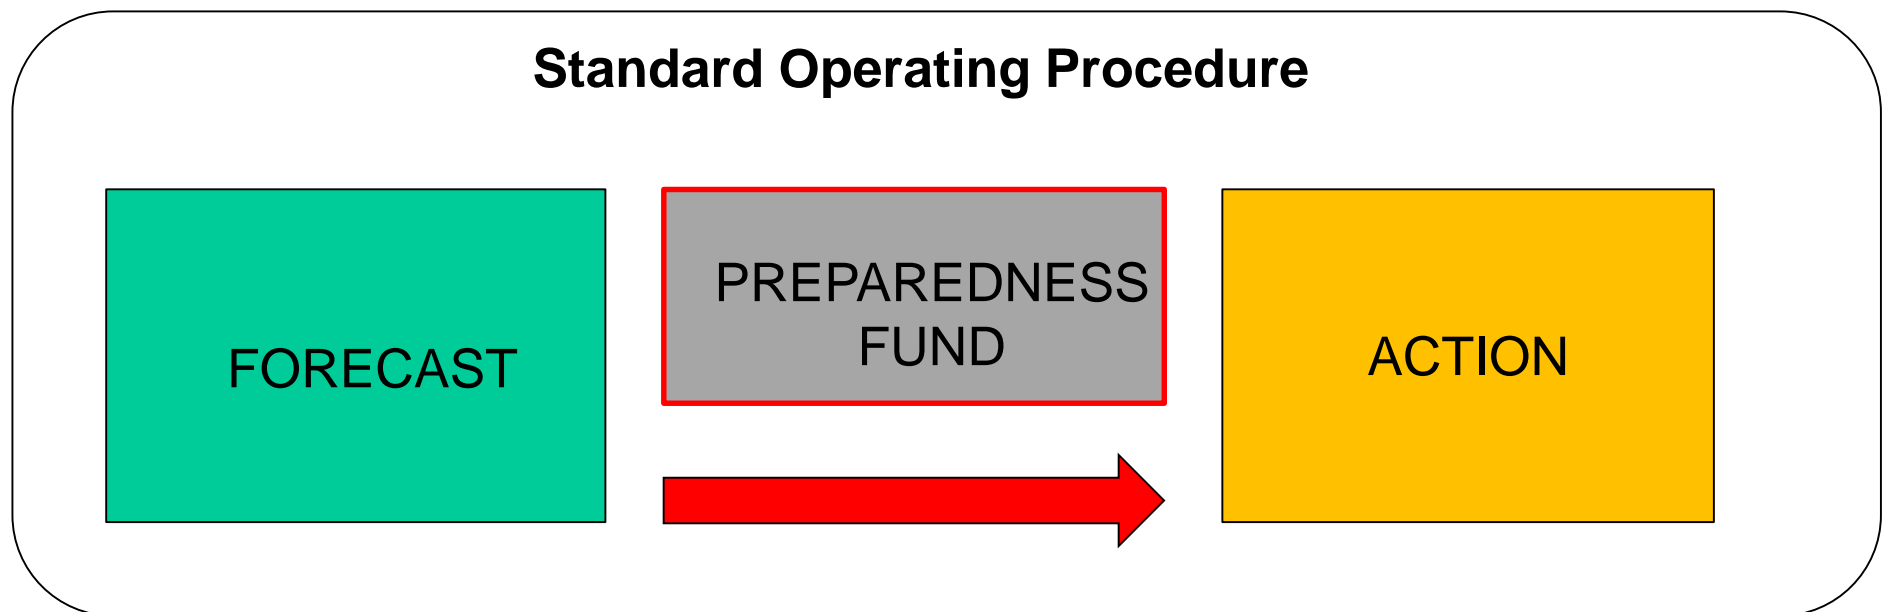 Standard Operating Procedure
FORECAST
PREPAREDNESS
FUND
ACTION